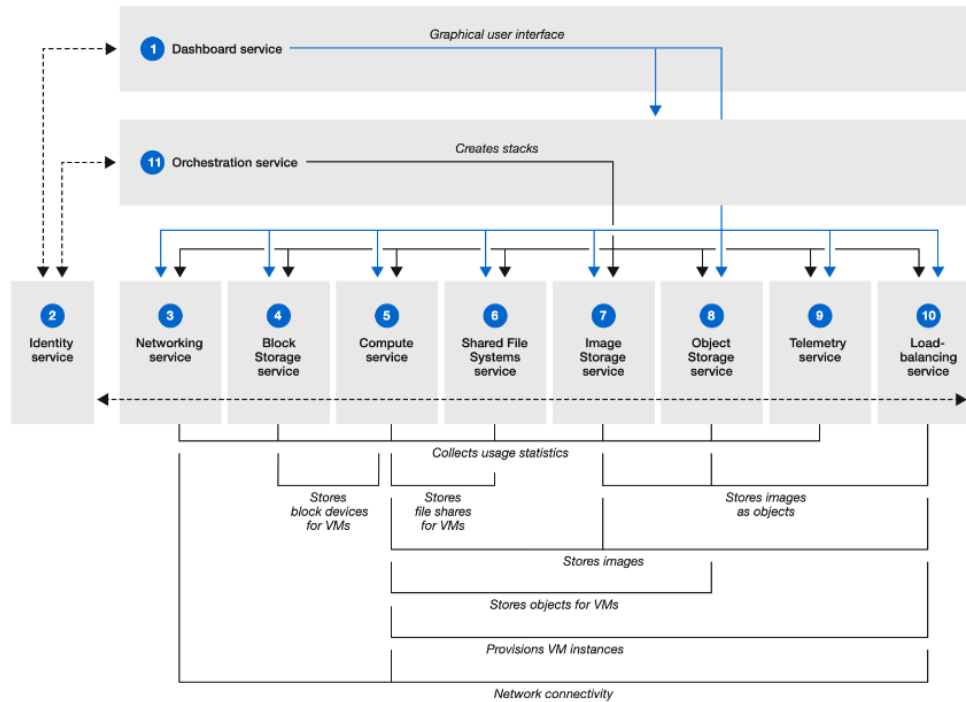 Graphical user interface
1 Dashboard service
Creates stacks
11 Orchestration service
2
Identity
service
3
Networking
service
4
Block
Storage
service
5
Compute
service
6
Shared File
Systems
service
7
Image
Storage
service
8
Object
Storage
service
9
Telemetry
service
10
Load-
balancing
service
Collects usage statistics
Stores
block devices
for VMs
Stores
file shares
for VMs
Stores images
as objects
Stores images
Stores objects for VMs
Provisions VM instances
Network connectivity